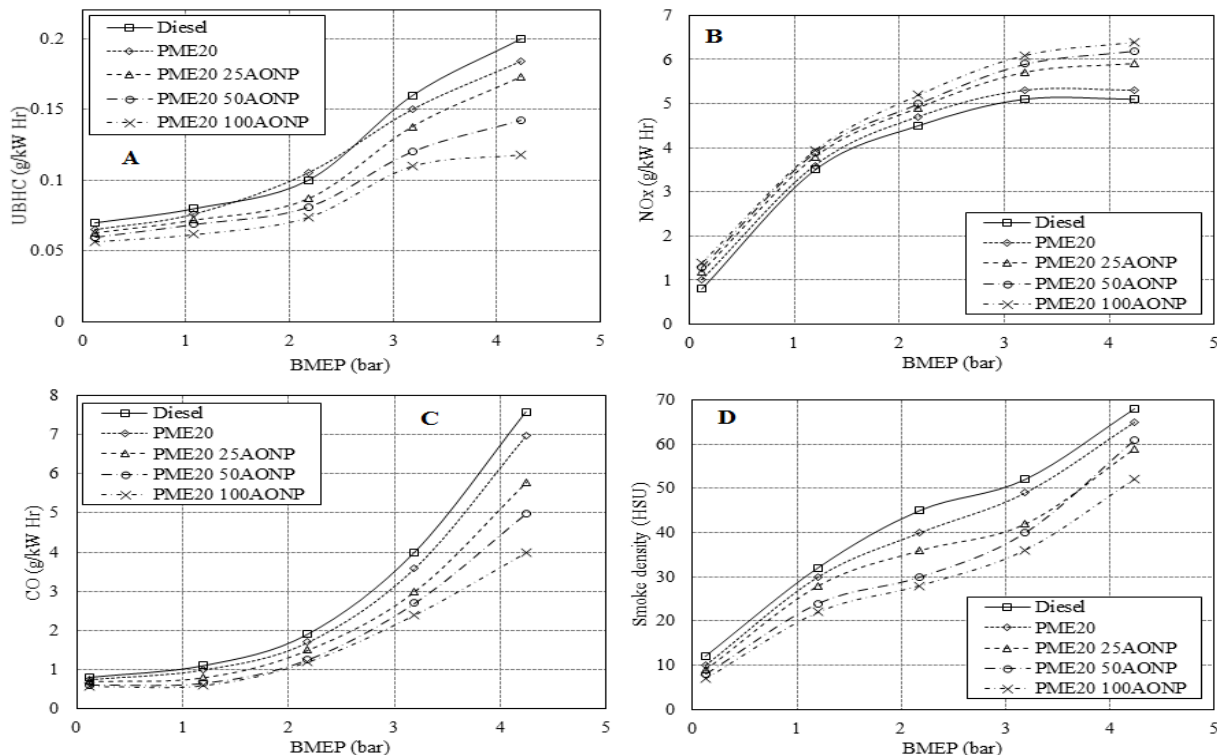 A
Diesel
PME20
PME20 25AONP
PME20 50AONP
PME20 100AONP
0.2
0.15
0.1
0.05
0
UBHC (g/kW Hr)
0 1 2 3 4 5
BMEP (bar)
B
Diesel
PME20
PME20 25AONP
PME20 50AONP
PME20 100AONP
7
6
5
4
3
2
1
0
NOx (g/kW Hr)
0 1 2 3 4 5
BMEP (bar)
C
Diesel
PME20
PME20 25AONP
PME20 50AONP
PME20 100AONP
8
7
6
5
4
3
2
1
0
CO (g/kW Hr)
0 1 2 3 4 5
BMEP (bar)
D
Diesel
PME20
PME20 25AONP
PME20 50AONP
PME20 100AONP
70
60
50
40
30
20
10
0
Smoke density (HSU)
0 1 2 3 4 5
BMEP (bar)